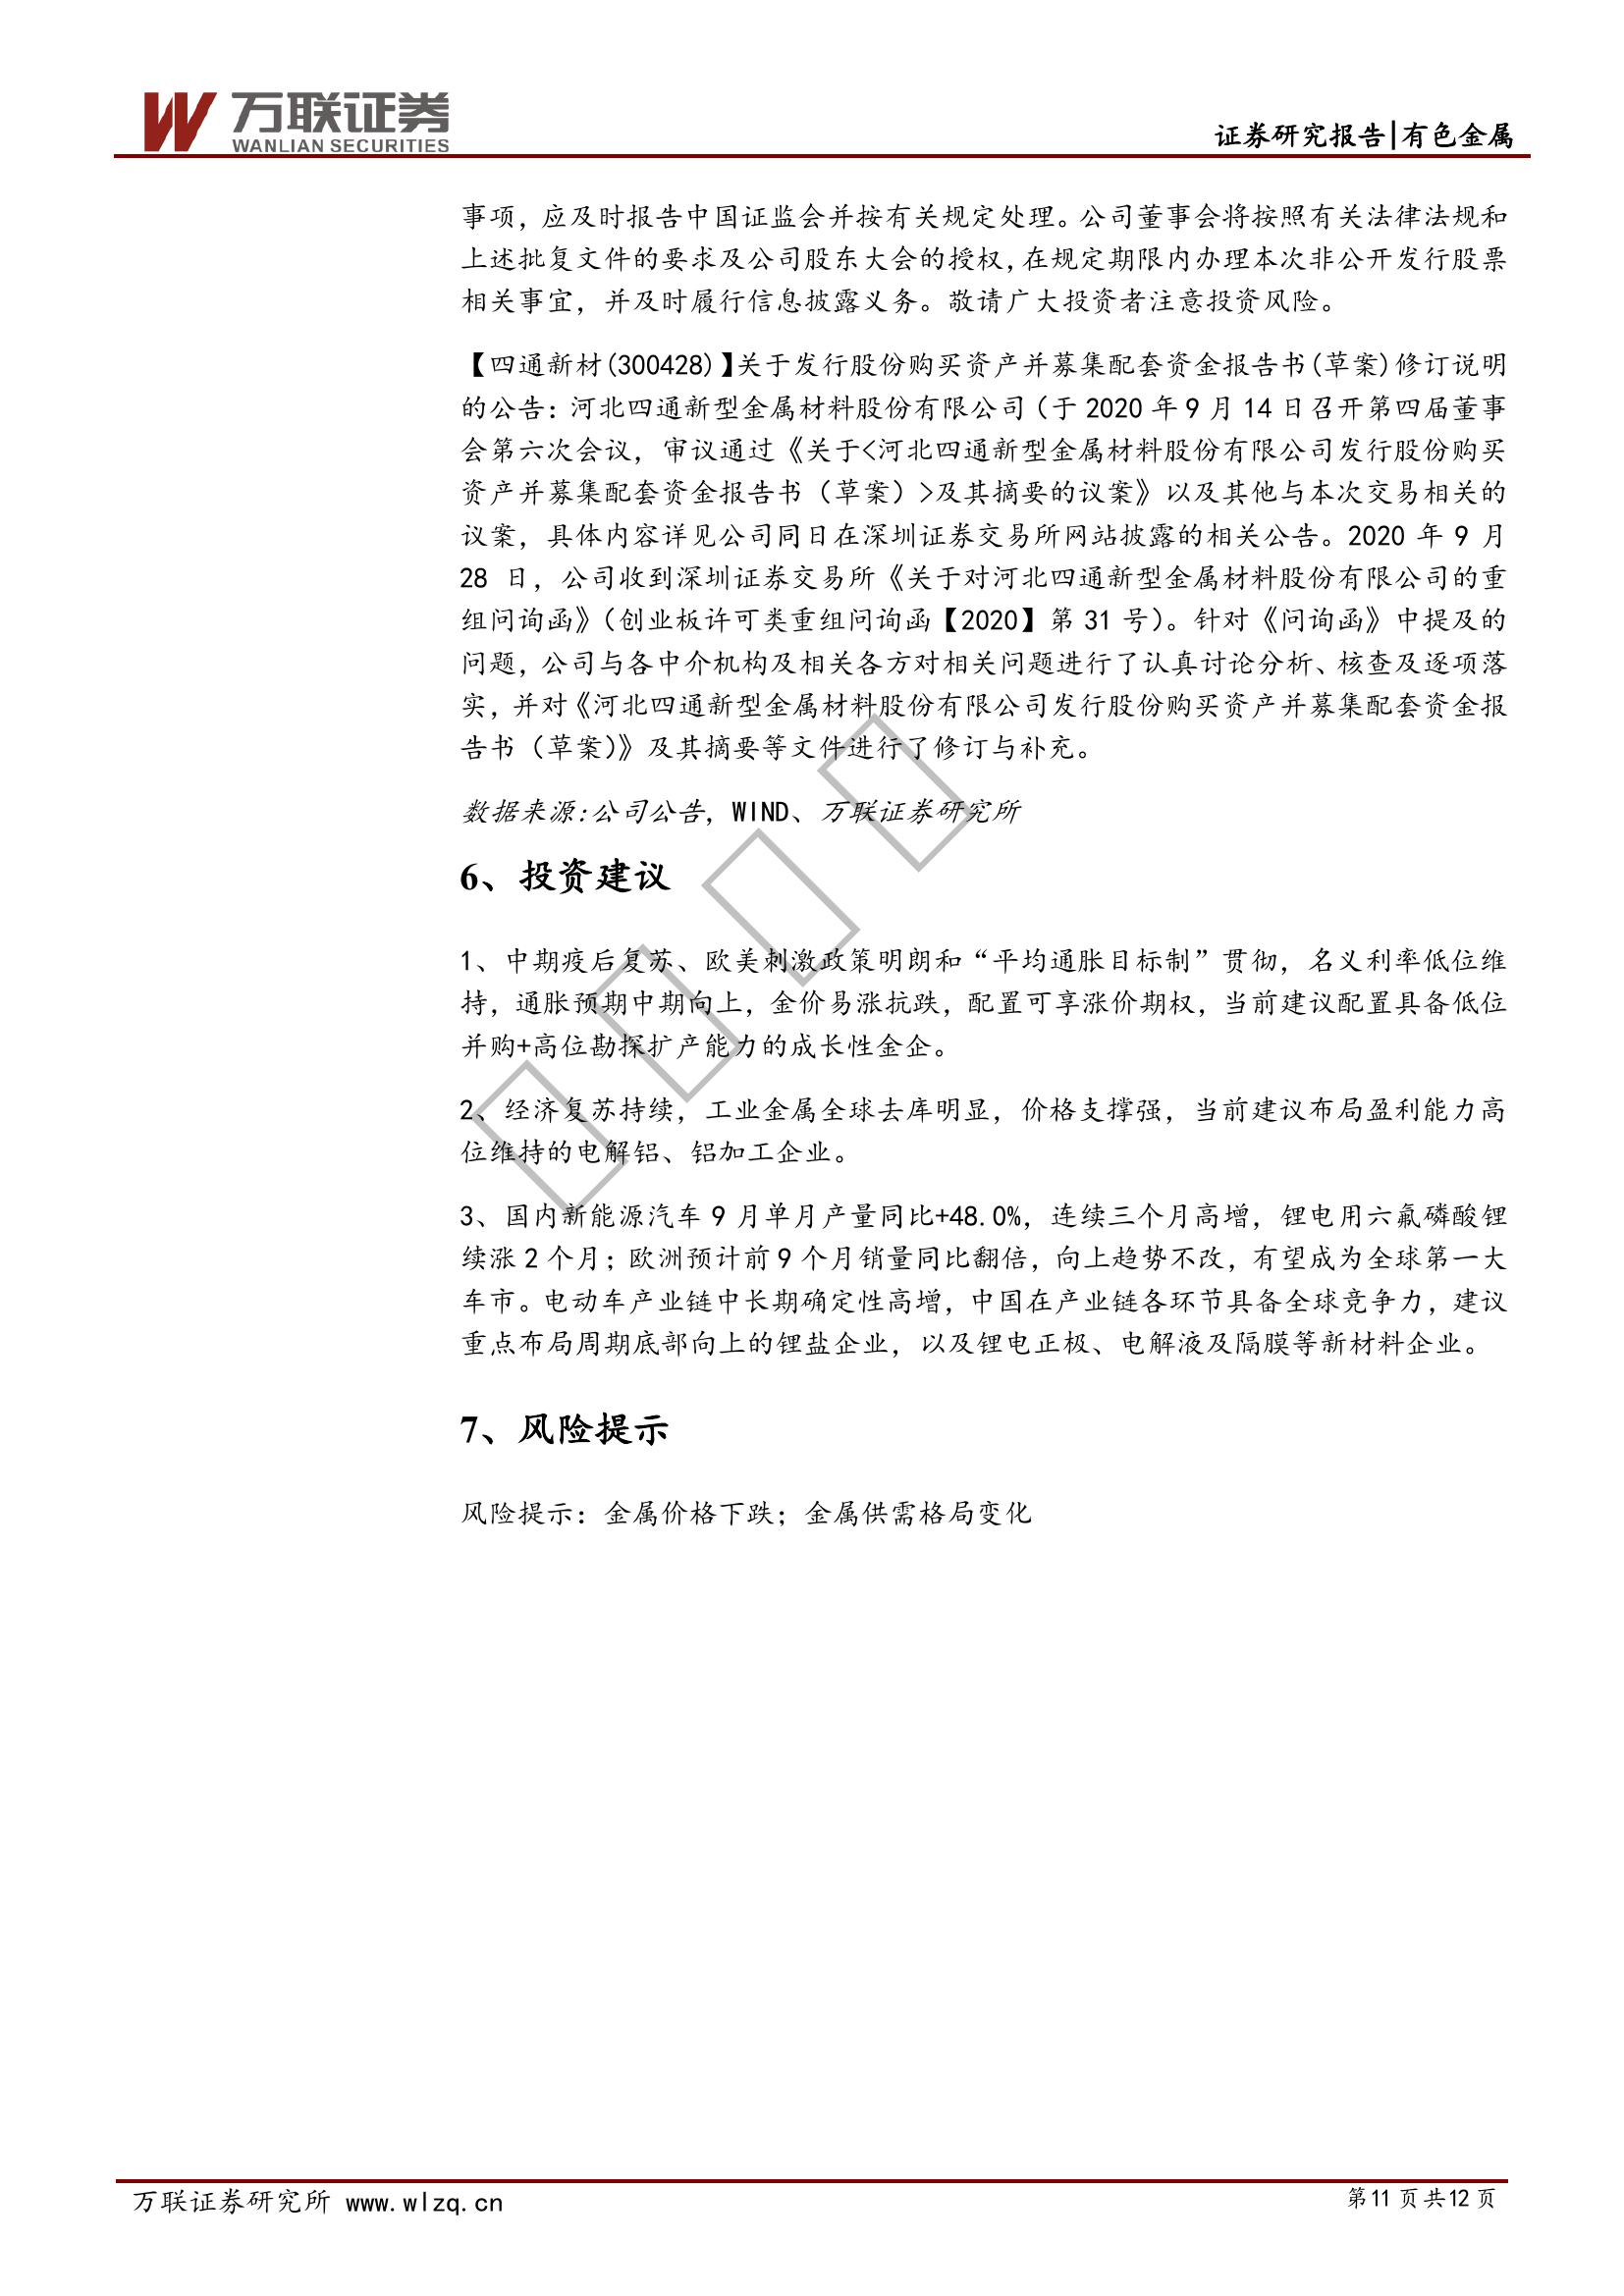 万联证券
WANLIAN SECURITIES
证券研究报告|有色金属
事项，应及时报告中国证监会并按有关规定处理。公司董事会将按照有关法律法规和
上述批复文件的要求及公司股东大会的授权，在规定期限内办理本次非公开发行股票
相关事宜，并及时履行信息披露义务。敬请广大投资者注意投资风险。
【四通新材(300428)】关于发行股份购买资产并募集配套资金报告书(草案)修订说明
的公告：河北四通新型金属材料股份有限公司（于 2020 年 9 月 14 日召开第四届董事
会第六次会议，审议通过《关于<河北四通新型金属材料股份有限公司发行股份购买
资产并募集配套资金报告书（草案）>及其摘要的议案》以及其他与本次交易相关的
议案，具体内容详见公司同日在深圳证券交易所网站披露的相关公告。2020 年 9 月
28 日，公司收到深圳证券交易所《关于对河北四通新型金属材料股份有限公司的重
组问询函》（创业板许可类重组问询函【2020】第 31 号）。针对《问询函》中提及的
问题，公司与各中介机构及相关各方对相关问题进行了认真讨论分析、核查及逐项落
实，并对《河北四通新型金属材料股份有限公司发行股份购买资产并募集配套资金报
告书（草案）》及其摘要等文件进行了修订与补充。
数据来源：公司公告，WIND、万联证券研究所
6、投资建议
1、中期疫后复苏、欧美刺激政策明朗和“平均通胀目标制”贯彻，名义利率低位维
持，通胀预期中期向上，金价易涨抗跌，配置可享涨价期权，当前建议配置具备低位
并购+高位勘探扩产能力的成长性金企。
2、经济复苏持续，工业金属全球去库明显，价格支撑强，当前建议布局盈利能力高
位维持的电解铝、铝加工企业。
3、国内新能源汽车 9 月单月产量同比+48.0%，连续三个月高增，锂电用六氟磷酸锂
续涨 2 个月；欧洲预计前 9 个月销量同比翻倍，向上趋势不改，有望成为全球第一大
车市。电动车产业链中长期确定性高增，中国在产业链各环节具备全球竞争力，建议
重点布局周期底部向上的锂盐企业，以及锂电正极、电解液及隔膜等新材料企业。
7、风险提示
风险提示：金属价格下跌；金属供需格局变化
万联证券研究所 www.wlzq.cn
第11 页共12 页